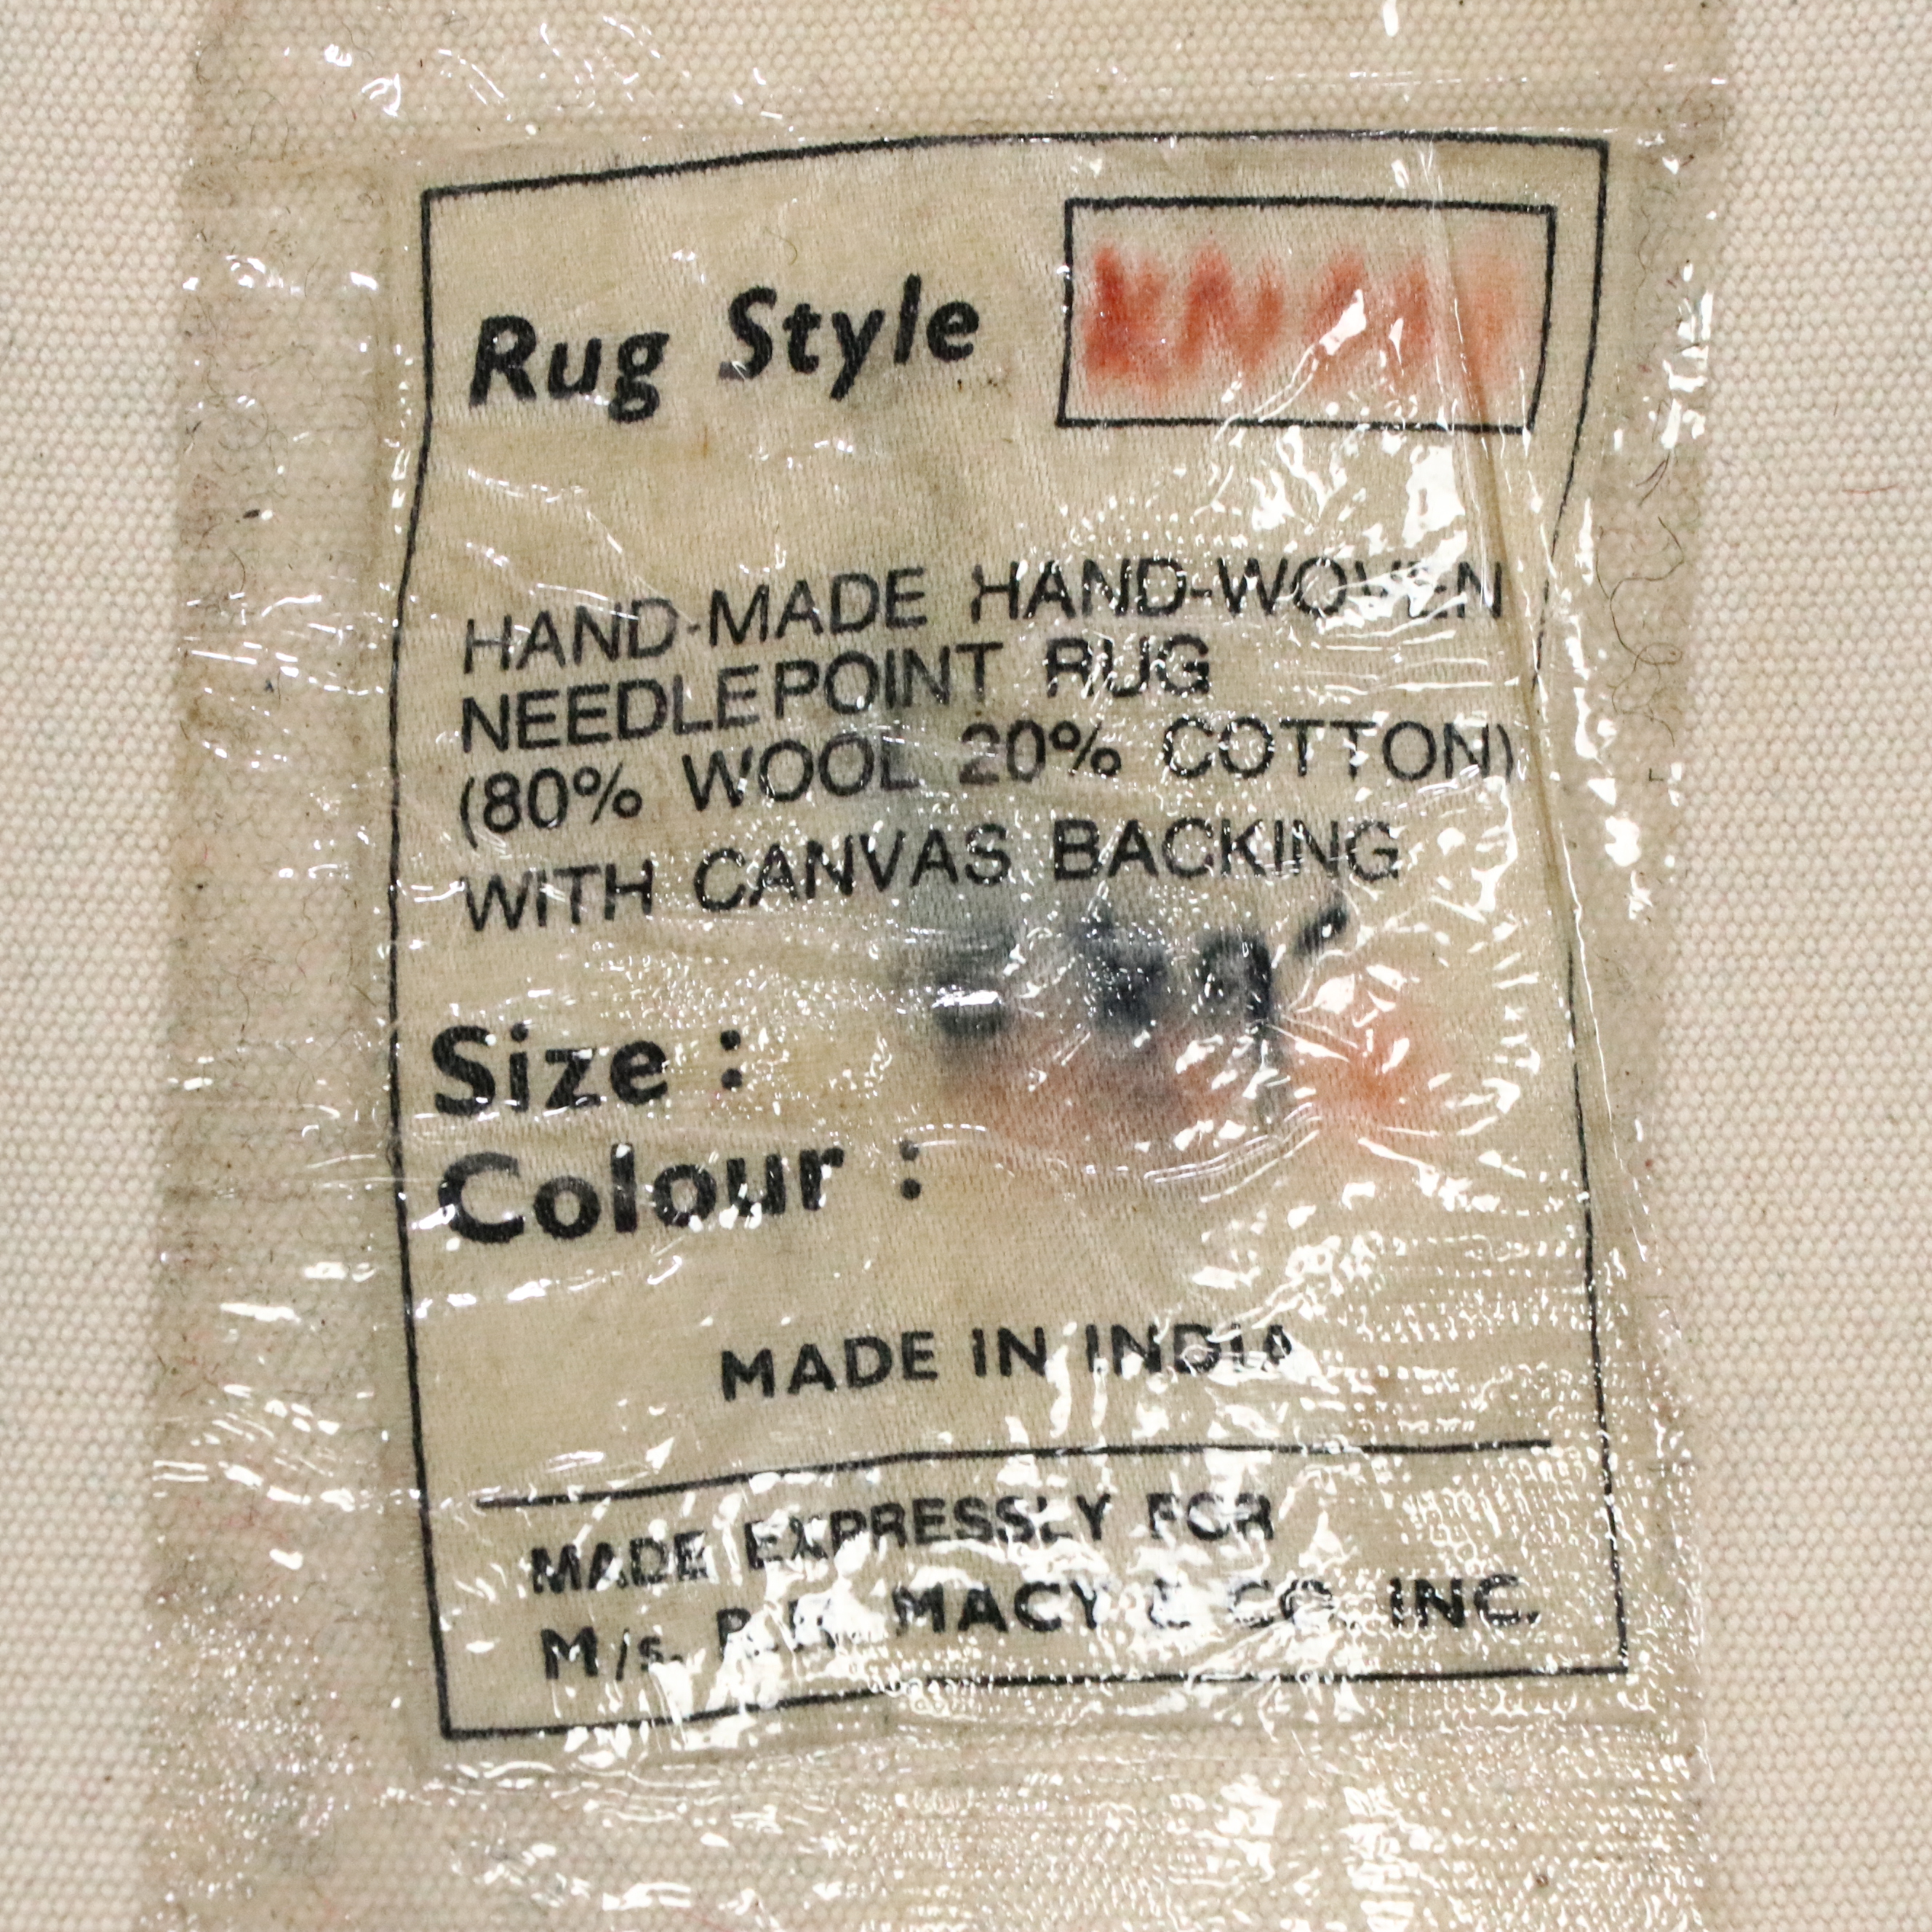 Rug Style
HAND-MADE HAND-WOVEN
NEEDLEPOINT RUG
(80% WOOL 20% COTTON)
WITH CANVAS BACKING
Size :
Colour :
MADE IN INDIA
MADE EXPRESSLY FOR
M/s. R.H. MACY & CO. INC.